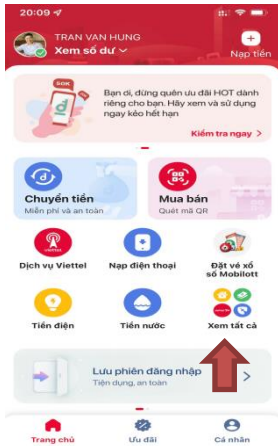 20:09
TRAN VAN HUNG
Xem số dư
Nạp tiền
50K
Bạn ơi, đừng quên ưu đãi HOT dành
riêng cho bạn. Hãy xem và sử dụng
ngay kẻo hết hạn
Kiểm tra ngay >
Chuyển tiền
Miễn phí và an toàn
Mua bán
Quét mã QR
Dịch vụ Viettel
Nạp điện thoại
Đặt vé xổ
số Mobilott
Tiền điện
Tiền nước
Xem tất cả
Lưu phiên đăng nhập
Tiện dụng, an toàn
Trang chủ
Ưu đãi
Cá nhân